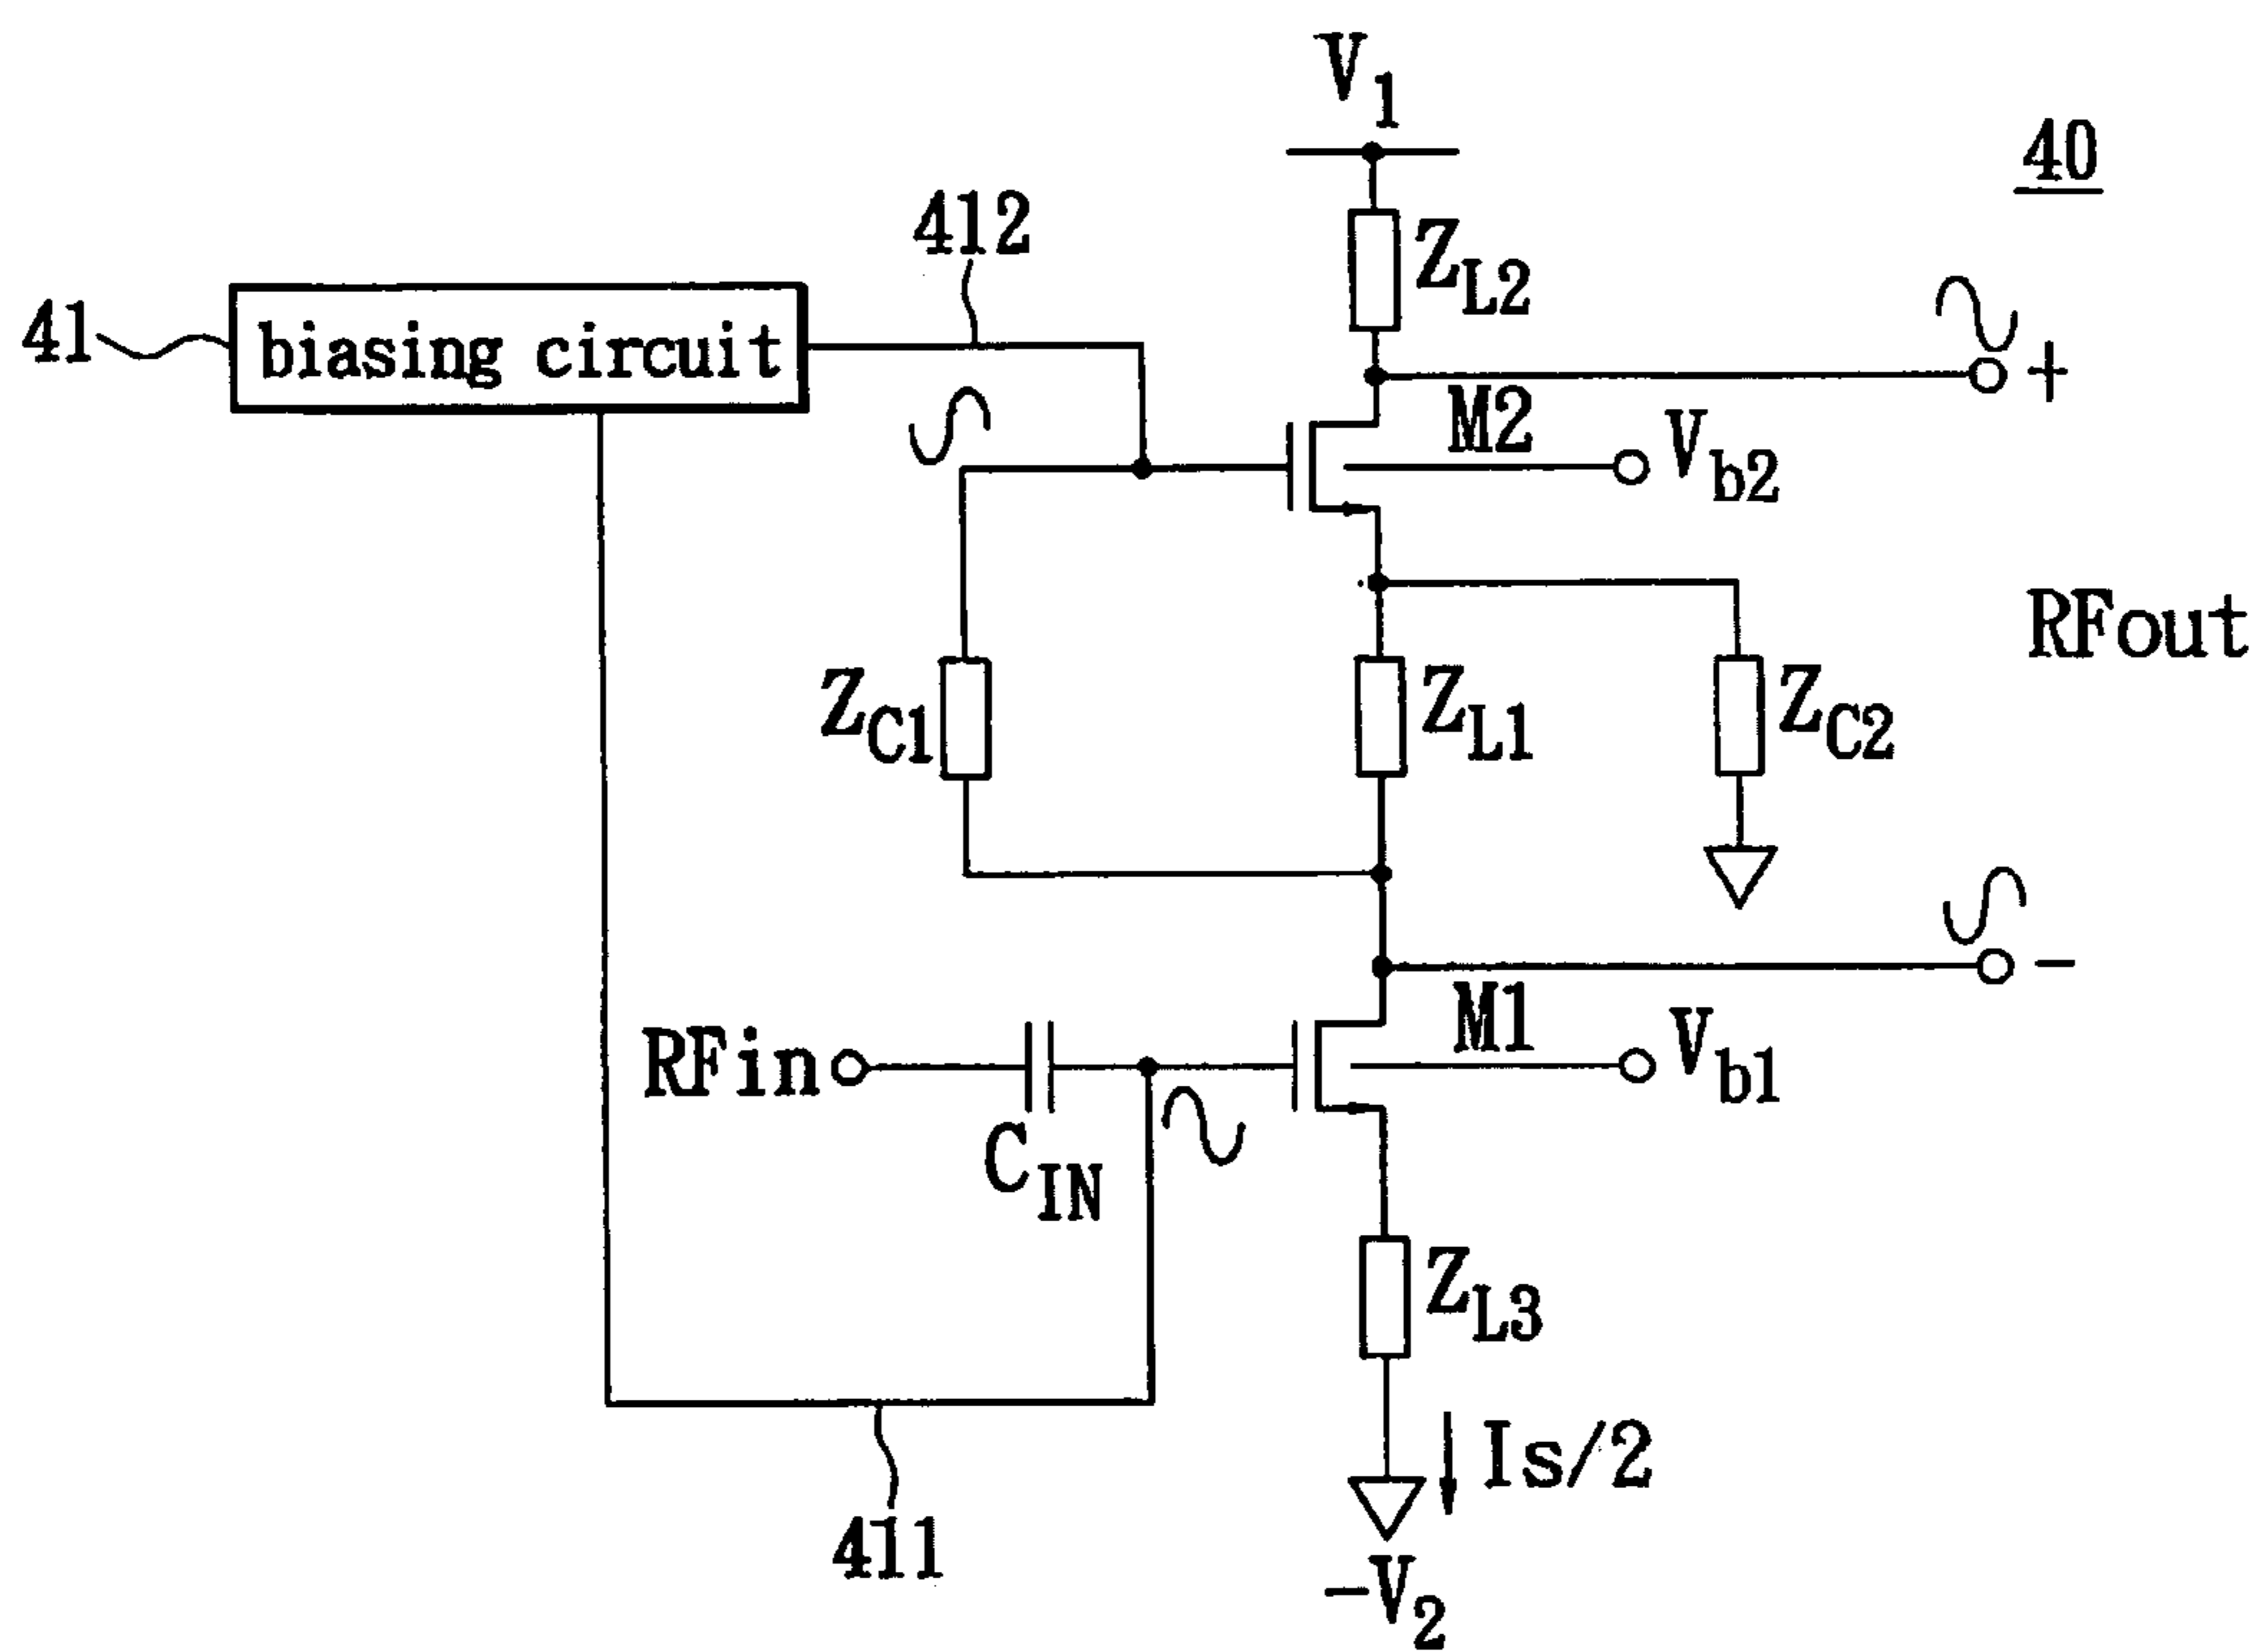 V1
40
412
ZL2
41
biasing circuit
+
M2
Vb2
RFout
ZC1
ZL1
ZC2
-
M1
Vb1
RFin
CIN
ZL3
Is/2
411
-V2